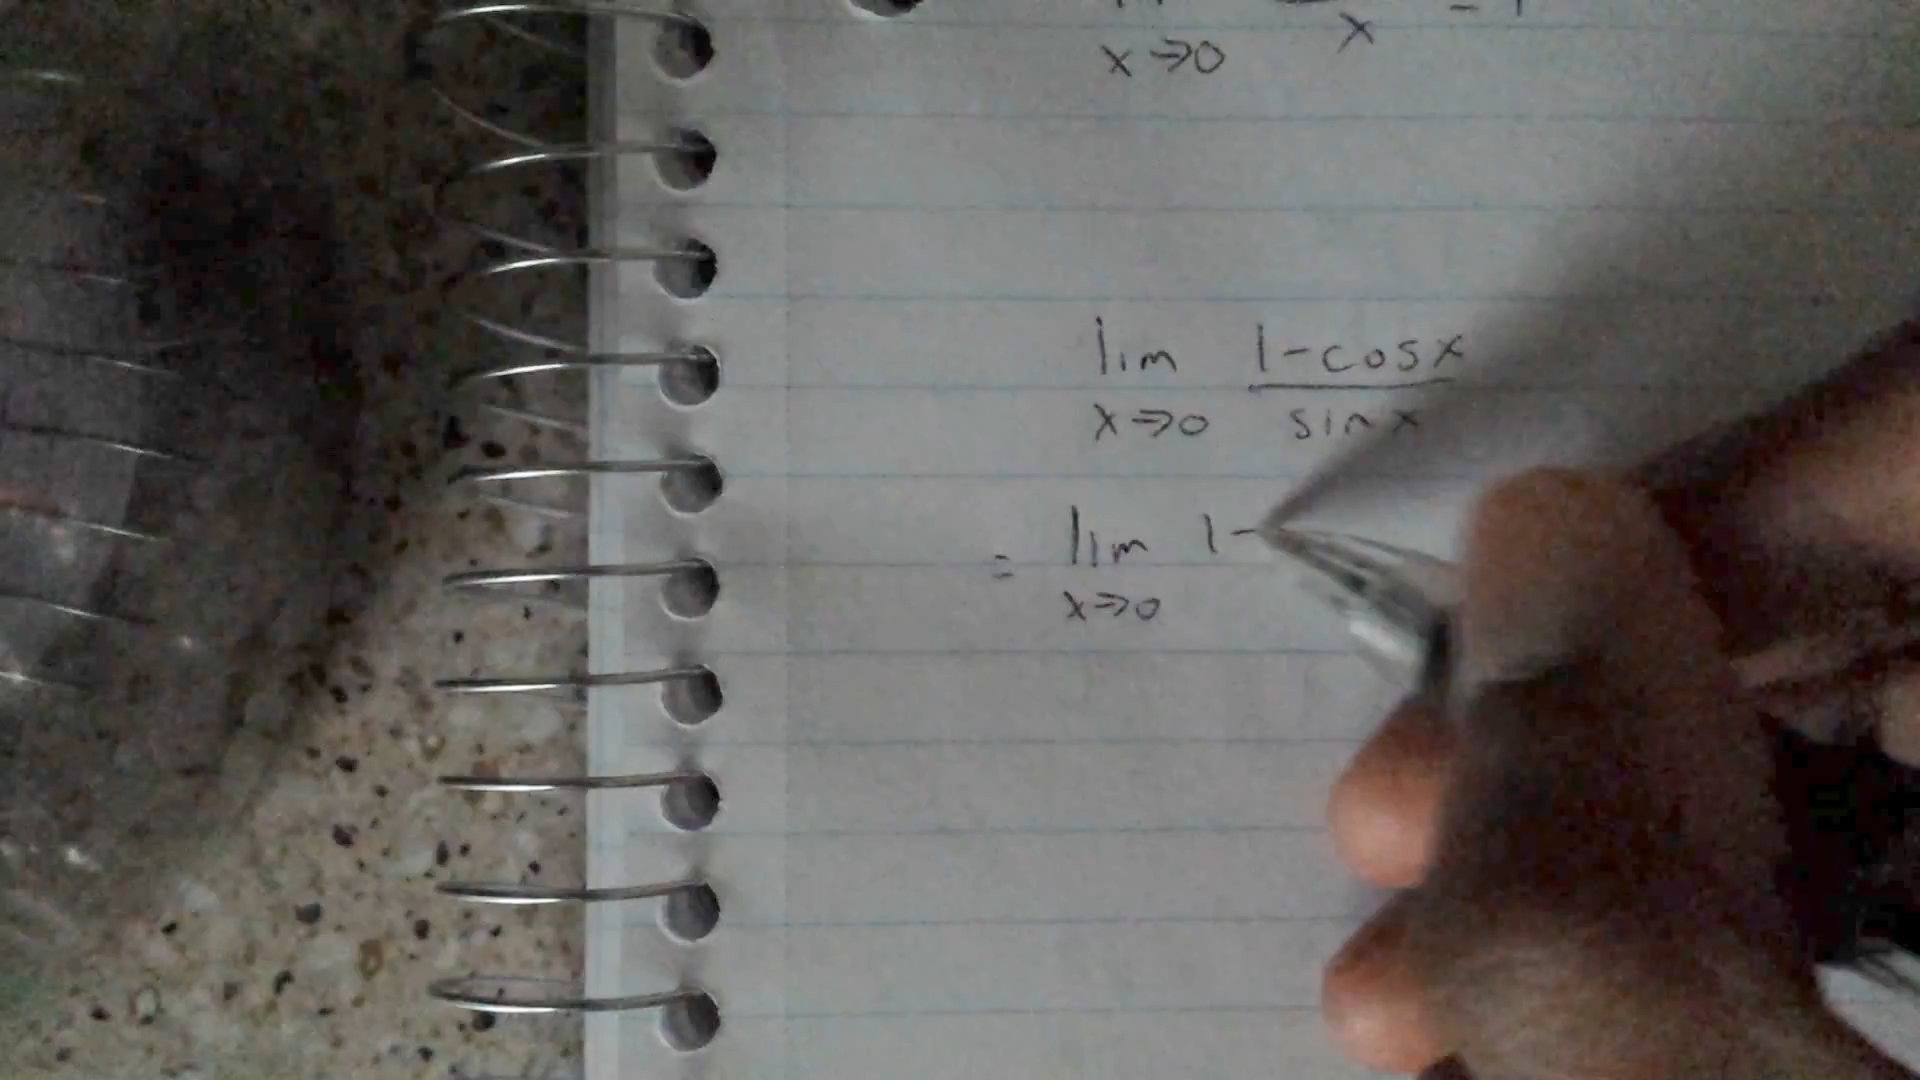 x→0 x
lim 1-cosx
x→0 sinx
= lim 1-
x→0